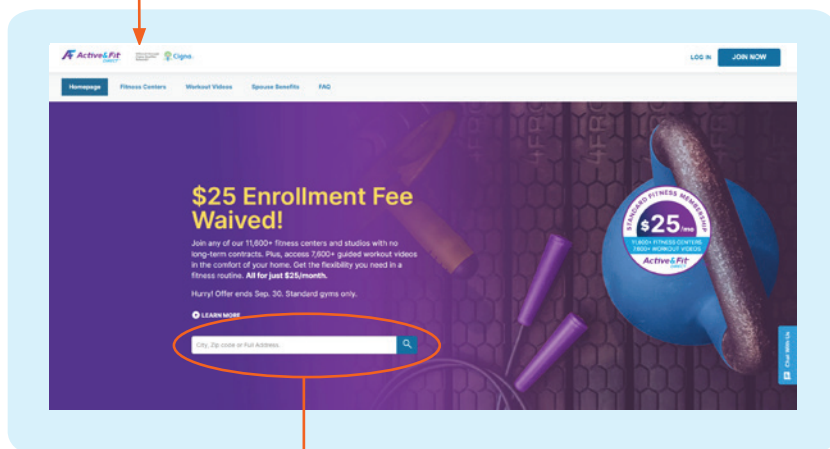 Active&Fit
DIRECT
Cigna.
LOG IN
JOIN NOW
Homepage
Fitness Centers
Workout Videos
Spouse Benefits
FAQ
$25 Enrollment Fee
Waived!
Join any of our 11,600+ fitness centers and studios with no
long-term contracts. Plus, access 7,600+ guided workout videos
in the comfort of your home. Get the flexibility you need in a
fitness routine. All for just $25/month.
Hurry! Offer ends Sep. 30. Standard gyms only.
LEARN MORE
City, Zip code or Full Address
STANDARD FITNESS MEMBERSHIP
$25/mo
11,600+ FITNESS CENTERS
7,600+ WORKOUT VIDEOS
Active&Fit
DIRECT
Chat With Us
4FRO
4FRO